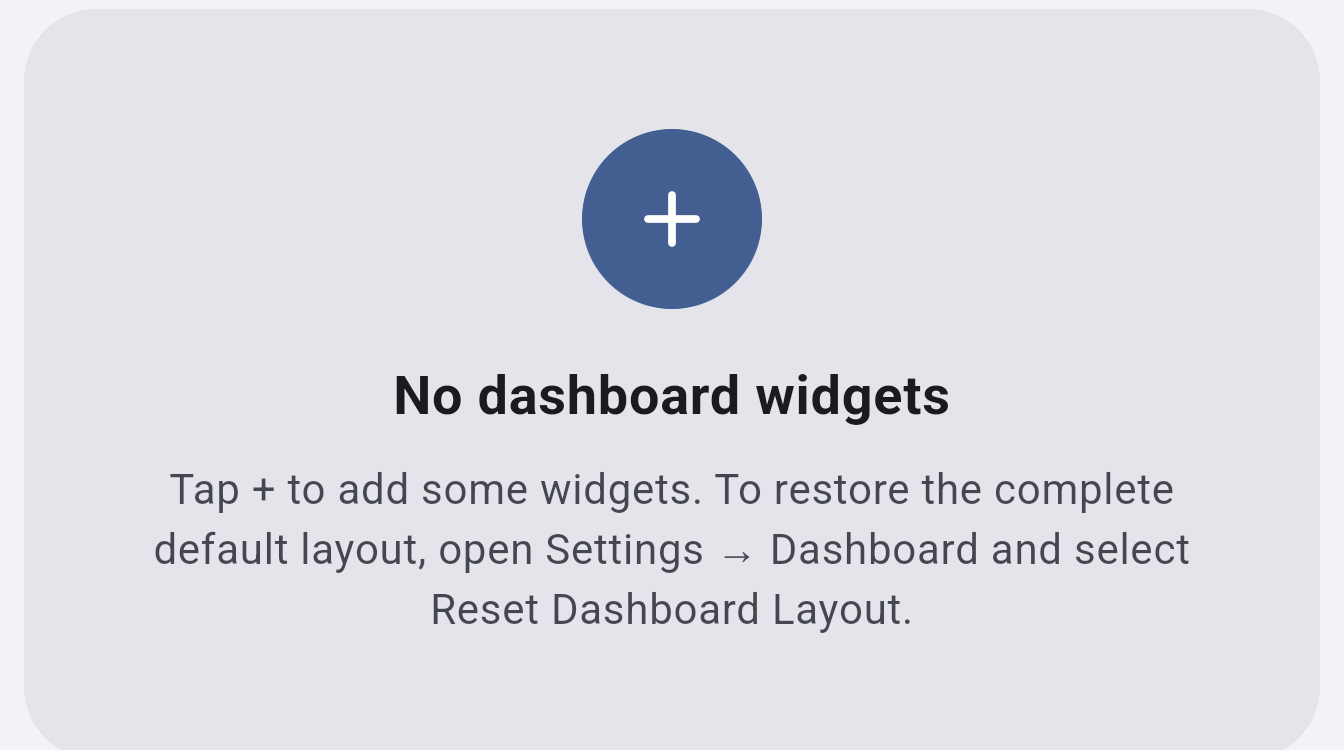 No dashboard widgets
Tap + to add some widgets. To restore the complete
default layout, open Settings → Dashboard and select
Reset Dashboard Layout.